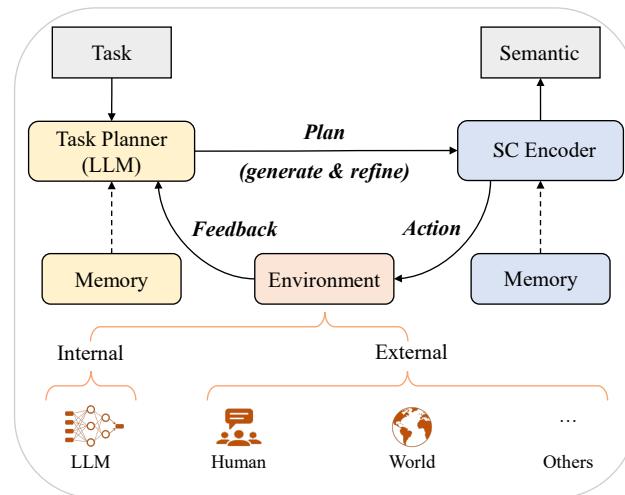 Task
Semantic
Task Planner
(LLM)
Plan
(generate & refine)
SC Encoder
Feedback
Action
Memory
Environment
Memory
Internal
External
LLM
Human
World
...
Others